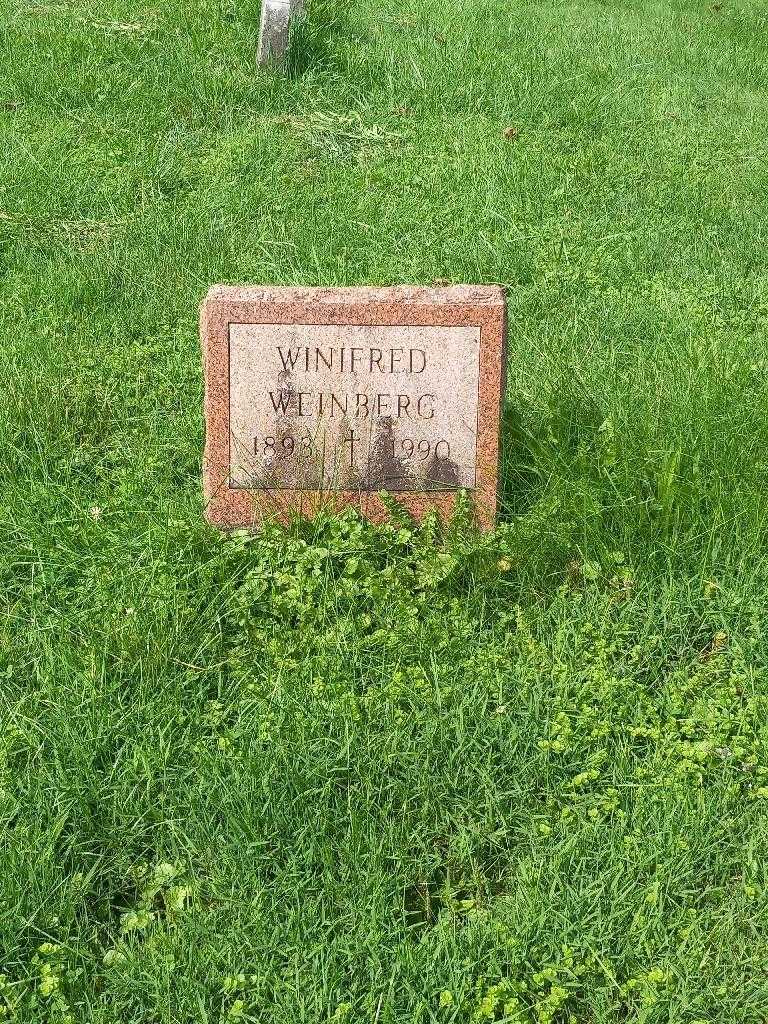 WINIFRED
WEINBERG
1893 † 1990